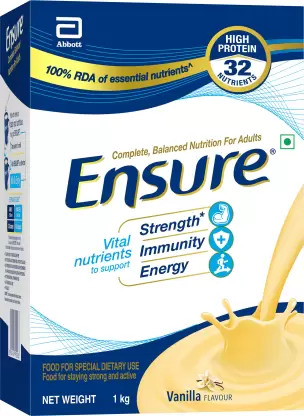 Abbott
HIGH
PROTEIN
32
NUTRIENTS
100% RDA of essential nutrients^
Complete, Balanced Nutrition For Adults
Ensure®
Vital
nutrients
to support
Strength*
Immunity
Energy
FOOD FOR SPECIAL DIETARY USE
Food for staying strong and active
NET WEIGHT 1 kg
Vanilla FLAVOUR
Ensure